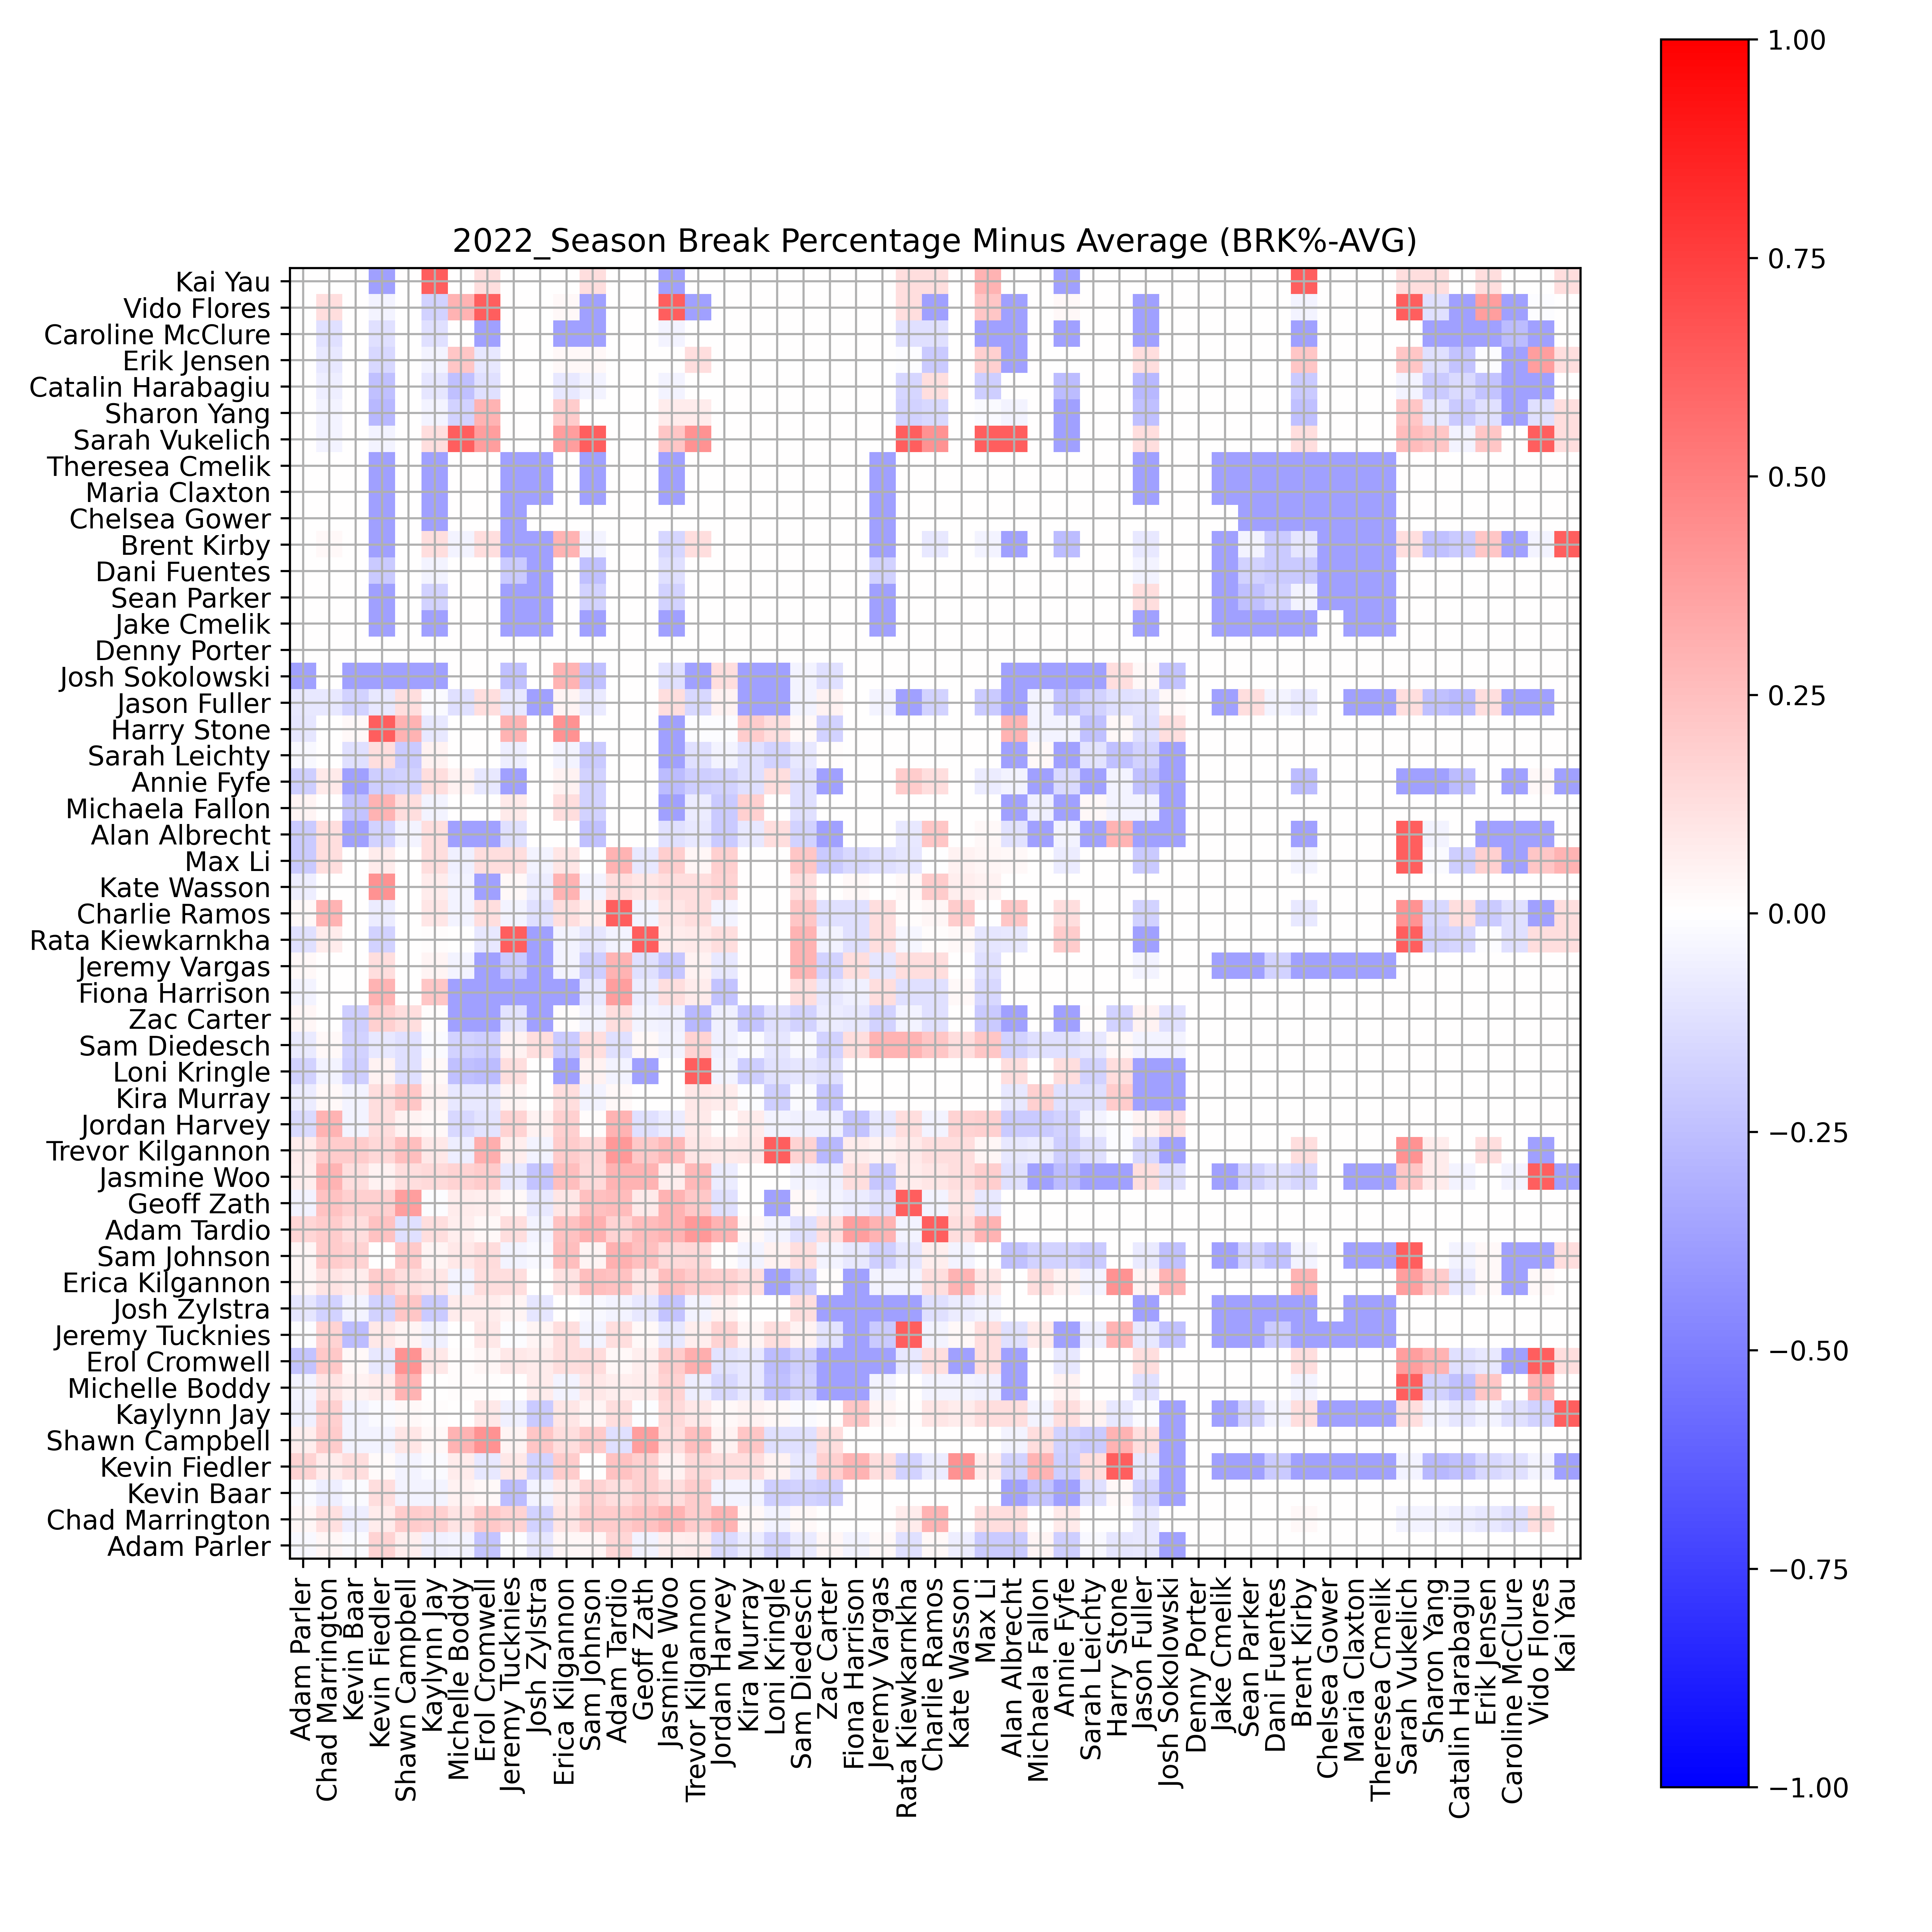 2022_Season Break Percentage Minus Average (BRK%-AVG)
Kai Yau
Vido Flores
Caroline McClure
Erik Jensen
Catalin Harabagiu
Sharon Yang
Sarah Vukelich
Theresea Cmelik
Maria Claxton
Chelsea Gower
Brent Kirby
Dani Fuentes
Sean Parker
Jake Cmelik
Denny Porter
Josh Sokolowski
Jason Fuller
Harry Stone
Sarah Leichty
Annie Fyfe
Michaela Fallon
Alan Albrecht
Max Li
Kate Wasson
Charlie Ramos
Rata Kiewkarnkha
Jeremy Vargas
Fiona Harrison
Zac Carter
Sam Diedesch
Loni Kringle
Kira Murray
Jordan Harvey
Trevor Kilgannon
Jasmine Woo
Geoff Zath
Adam Tardio
Sam Johnson
Erica Kilgannon
Josh Zylstra
Jeremy Tucknies
Erol Cromwell
Michelle Boddy
Kaylynn Jay
Shawn Campbell
Kevin Fiedler
Kevin Baar
Chad Marrington
Adam Parler
Adam Parler
Chad Marrington
Kevin Baar
Kevin Fiedler
Shawn Campbell
Kaylynn Jay
Michelle Boddy
Erol Cromwell
Jeremy Tucknies
Josh Zylstra
Erica Kilgannon
Sam Johnson
Adam Tardio
Geoff Zath
Jasmine Woo
Trevor Kilgannon
Jordan Harvey
Kira Murray
Loni Kringle
Sam Diedesch
Zac Carter
Fiona Harrison
Jeremy Vargas
Rata Kiewkarnkha
Charlie Ramos
Kate Wasson
Max Li
Alan Albrecht
Michaela Fallon
Annie Fyfe
Sarah Leichty
Harry Stone
Jason Fuller
Josh Sokolowski
Denny Porter
Jake Cmelik
Sean Parker
Dani Fuentes
Brent Kirby
Chelsea Gower
Maria Claxton
Theresea Cmelik
Sarah Vukelich
Sharon Yang
Catalin Harabagiu
Erik Jensen
Caroline McClure
Vido Flores
Kai Yau
1.00
0.75
0.50
0.25
0.00
−0.25
−0.50
−0.75
−1.00